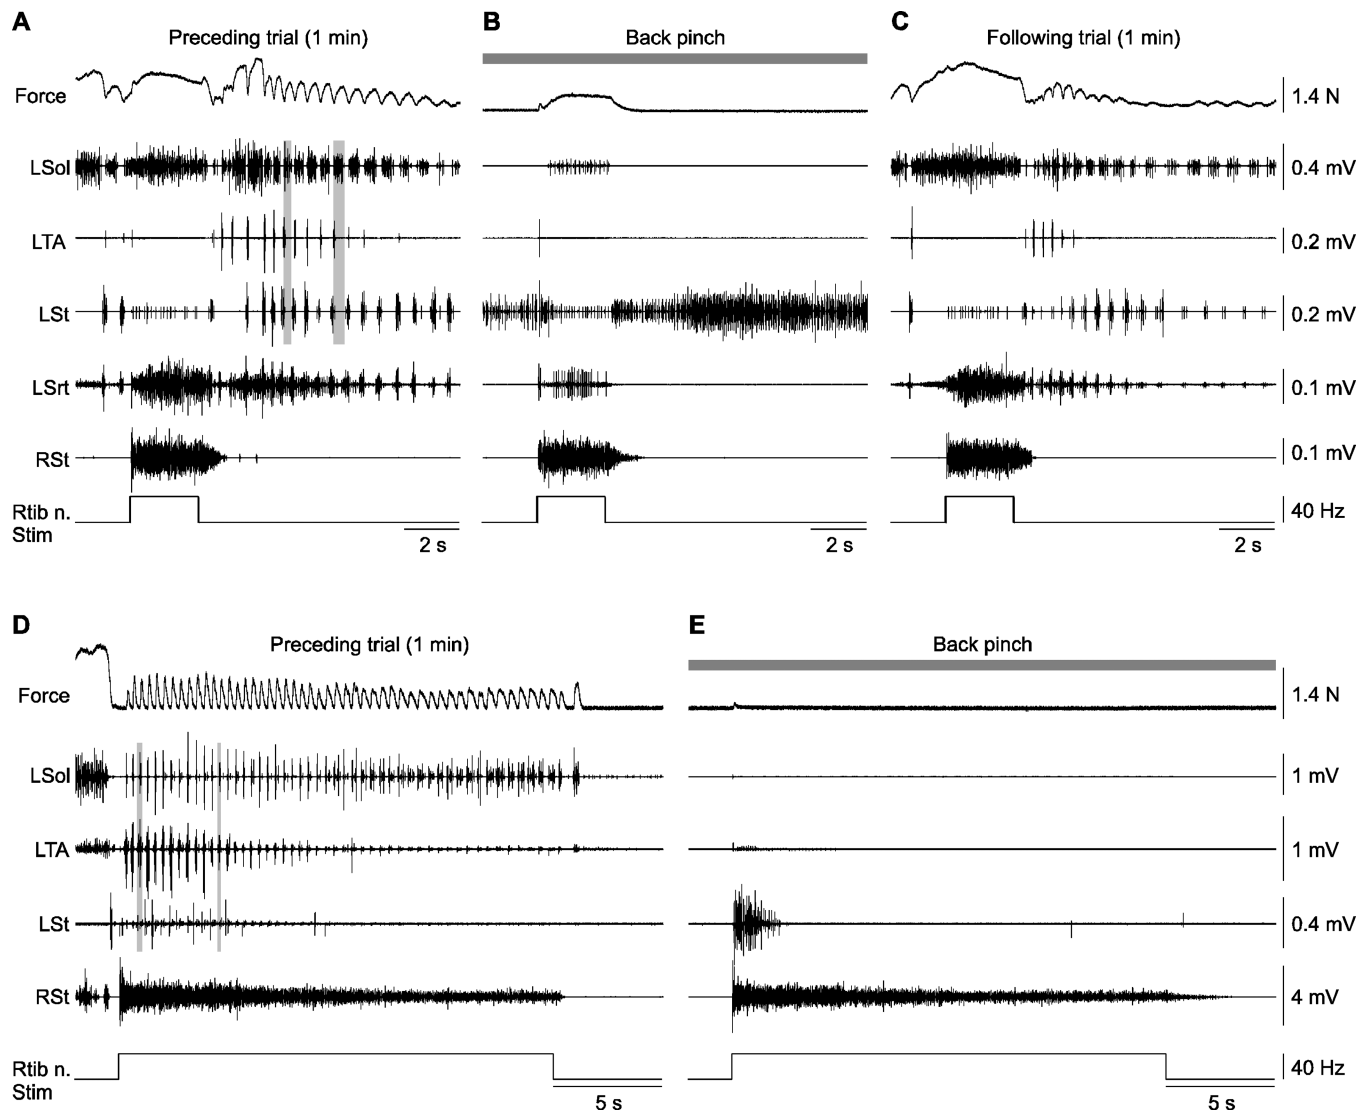 A
B
C
Preceding trial (1 min)
Back pinch
Following trial (1 min)
Force
1.4 N
LSol
0.4 mV
LTA
0.2 mV
LSt
0.2 mV
LSrt
0.1 mV
RSt
0.1 mV
Rtib n.
Stim
40 Hz
2 s
2 s
2 s
D
E
Preceding trial (1 min)
Back pinch
Force
1.4 N
LSol
1 mV
LTA
1 mV
LSt
0.4 mV
RSt
4 mV
Rtib n.
Stim
40 Hz
5 s
5 s